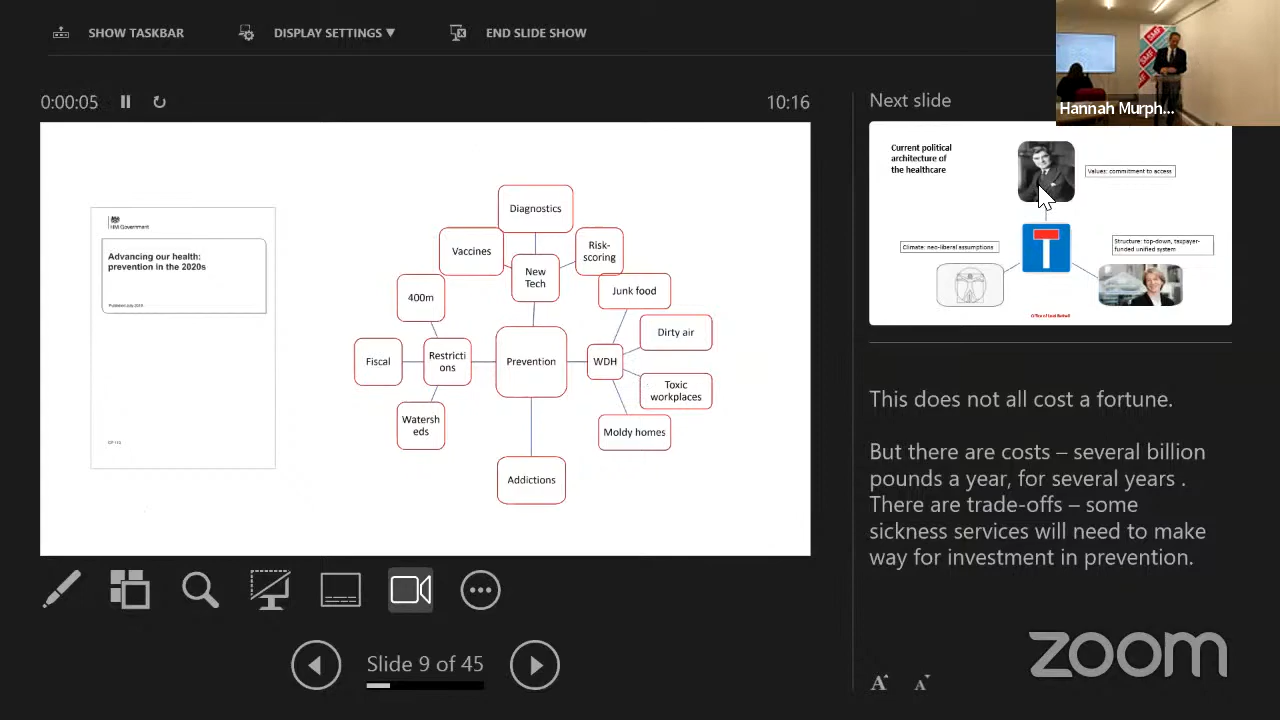 SHOW TASKBAR
DISPLAY SETTINGS ▼
END SLIDE SHOW
0:00:05
10:16
HM Government
Advancing our health:
prevention in the 2020s
Diagnostics
Vaccines
Risk-
scoring
New
Tech
Junk food
400m
Dirty air
Fiscal
Restricti
ons
Prevention
WDH
Toxic
workplaces
Watersh
eds
Moldy homes
Addictions
Next slide
SMF
SMF
Hannah Murph...
Current political
architecture of
the healthcare
Values: commitment to access
Climate: neo-liberal assumptions
Structure: top-down, taxpayer-
funded unified system
This does not all cost a fortune.
But there are costs – several billion
pounds a year, for several years .
There are trade-offs – some
sickness services will need to make
way for investment in prevention.
Slide 9 of 45
A A
zoom